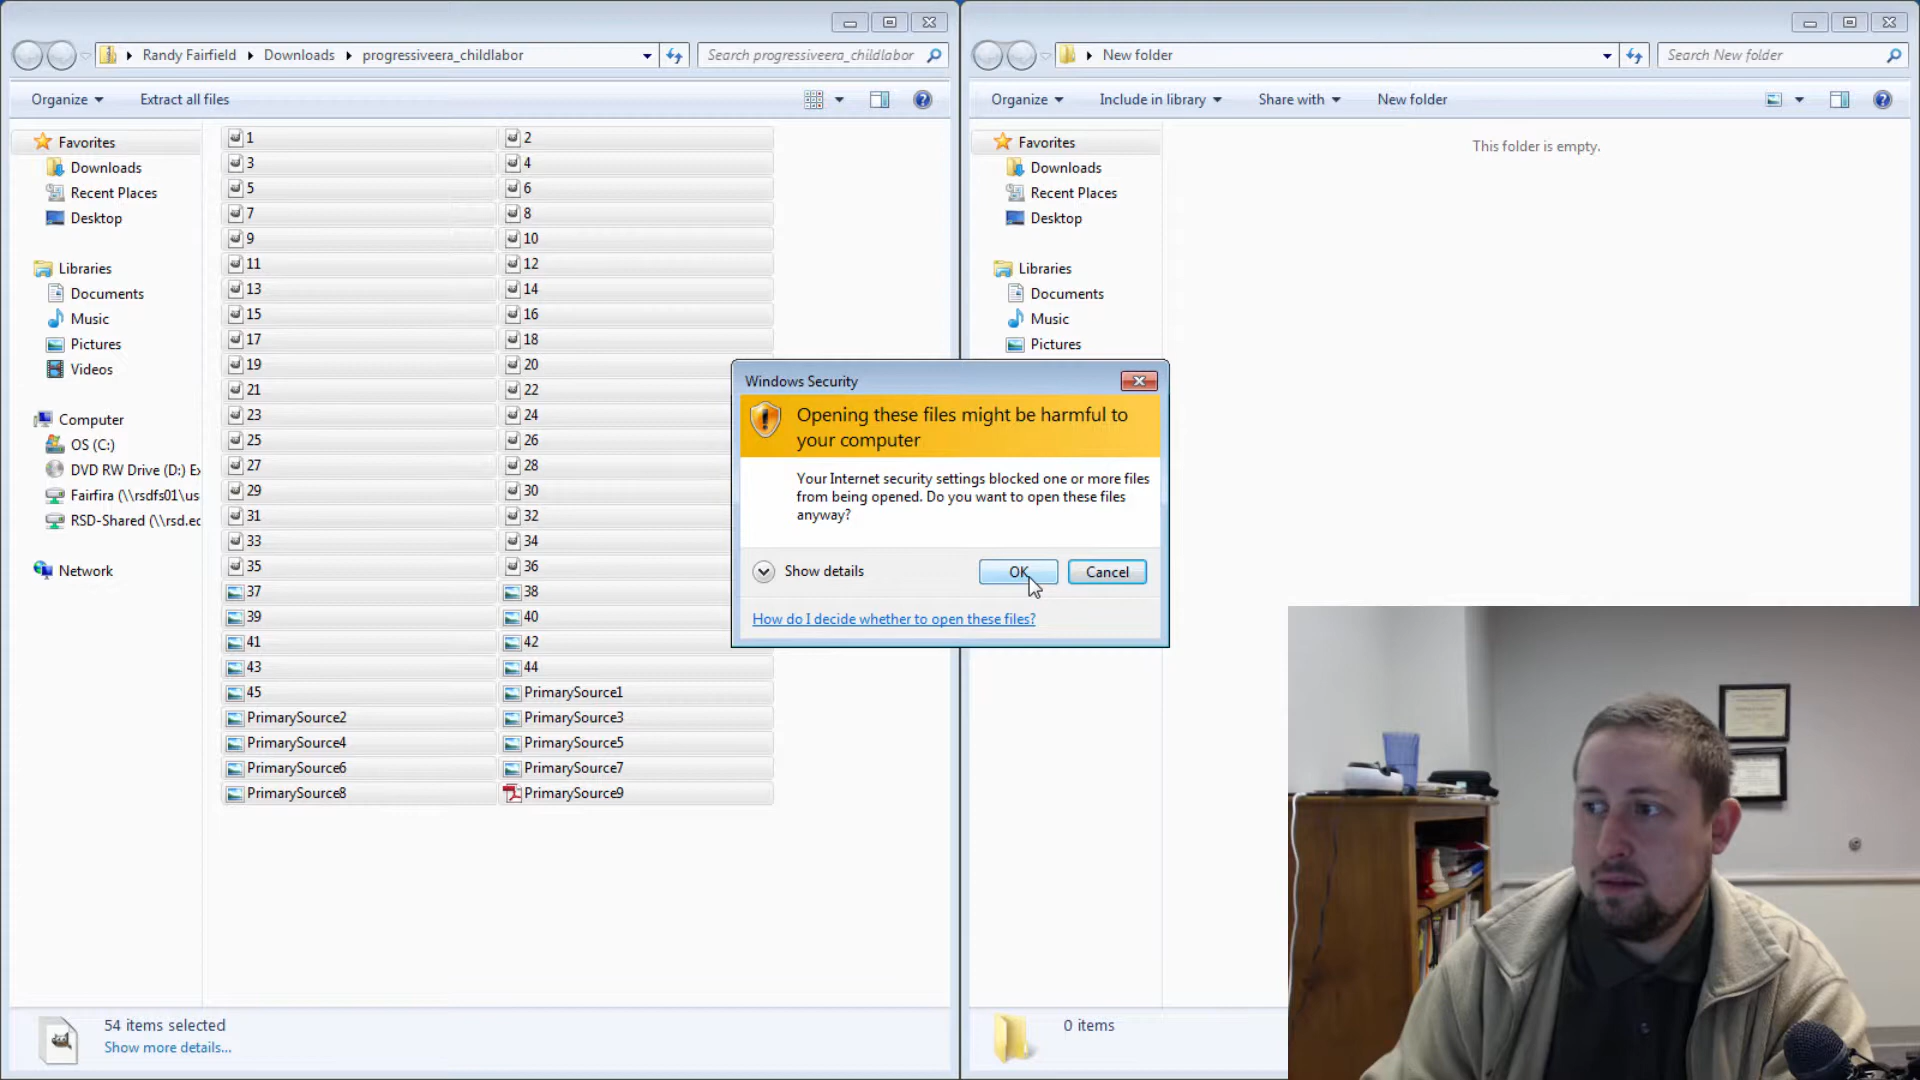 Randy Fairfield Downloads progressiveera_childlabor
Search progressiveera_childlabor
Organize
Extract all files
Favorites
Downloads
Recent Places
Desktop
Libraries
Documents
Music
Pictures
Videos
Computer
OS (C:)
DVD RW Drive (D:) Ex
Fairfira (\\rsdfs01\us
RSD-Shared (\\rsd.ec
Network
1 2
3 4
5 6
7 8
9 10
11 12
13 14
15 16
17 18
19 20
21 22
23 24
25 26
27 28
29 30
31 32
33 34
35 36
37 38
39 40
41 42
43 44
45 PrimarySource1
PrimarySource2 PrimarySource3
PrimarySource4 PrimarySource5
PrimarySource6 PrimarySource7
PrimarySource8 PrimarySource9
54 items selected
Show more details...
New folder
Search New folder
Organize
Include in library
Share with
New folder
Favorites
Downloads
Recent Places
Desktop
Libraries
Documents
Music
Pictures
This folder is empty.
0 items
Windows Security
Opening these files might be harmful to
your computer
Your Internet security settings blocked one or more files
from being opened. Do you want to open these files
anyway?
Show details
OK
Cancel
How do I decide whether to open these files?